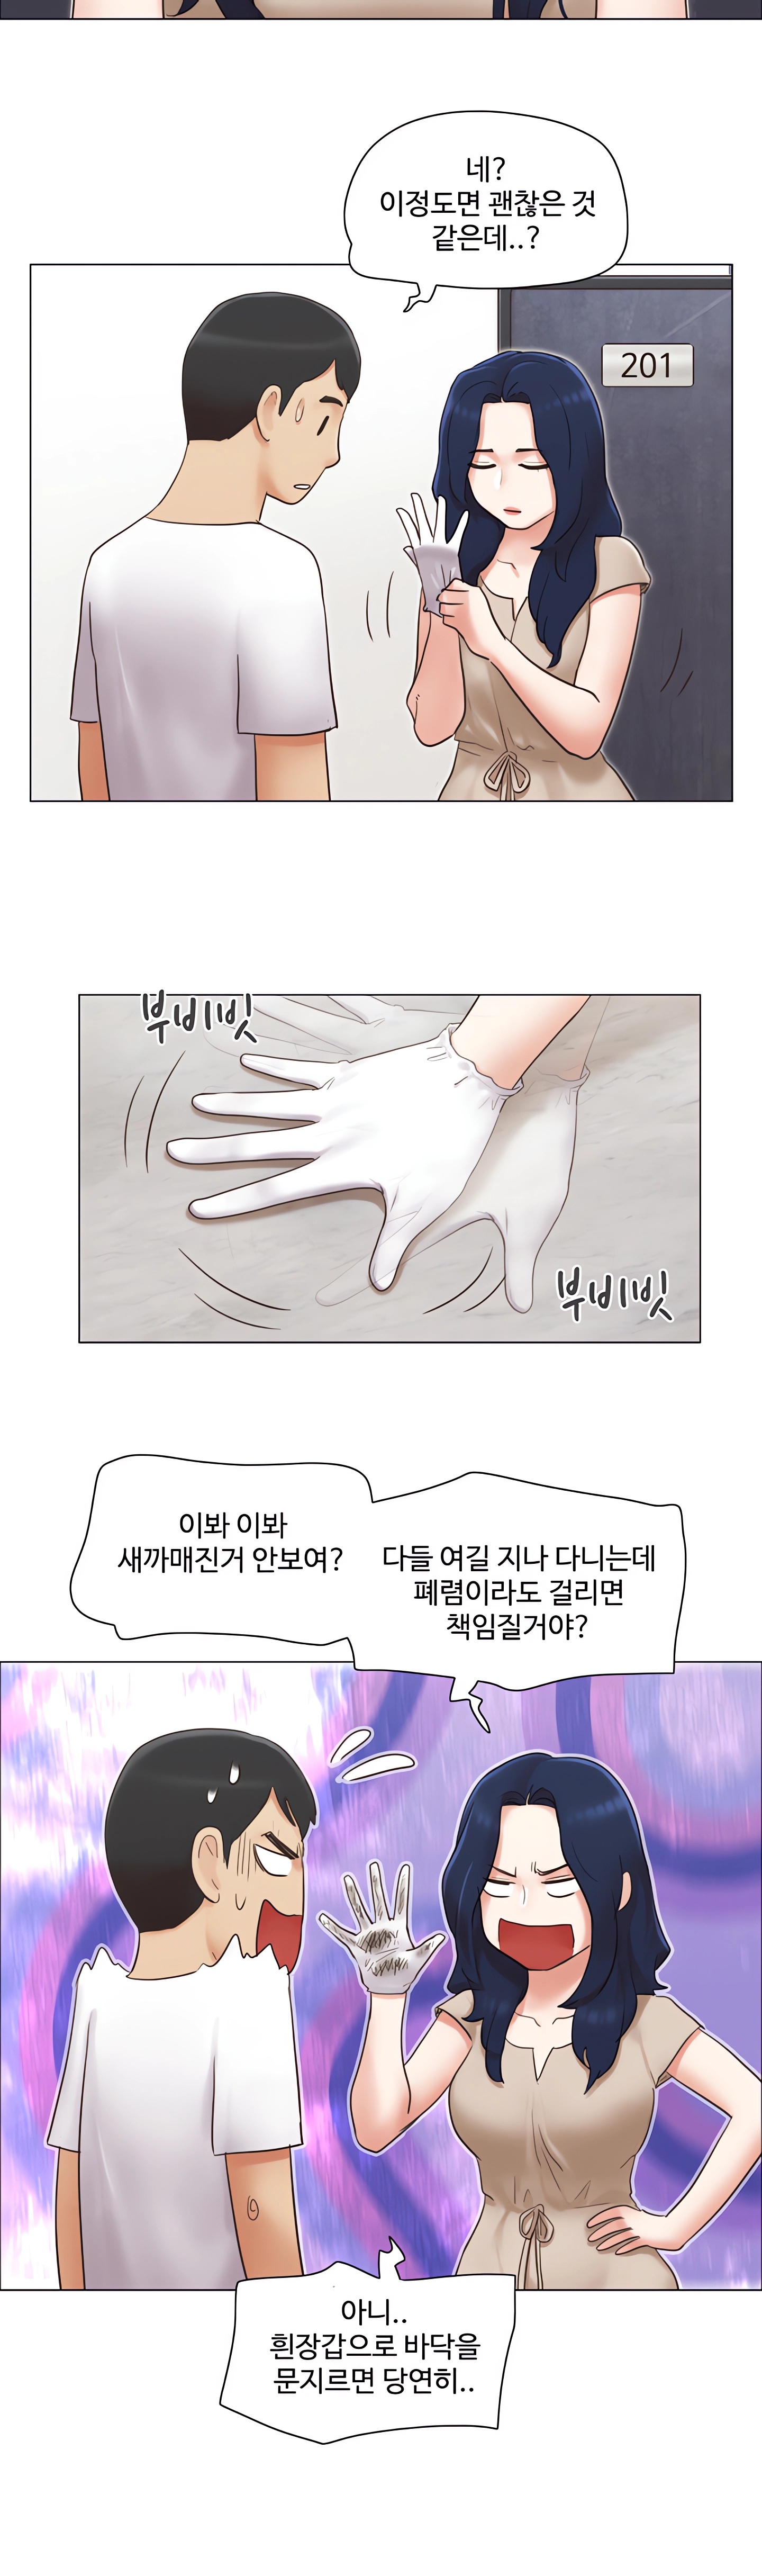 네?
이정도면 괜찮은 것
같은데..?
201
부비빗
부비빗
이봐 이봐
새까매진거 안보여?
다들 여길 지나 다니는데
폐렴이라도 걸리면
책임질거야?
아니..
흰장갑으로 바닥을
문지르면 당연히..